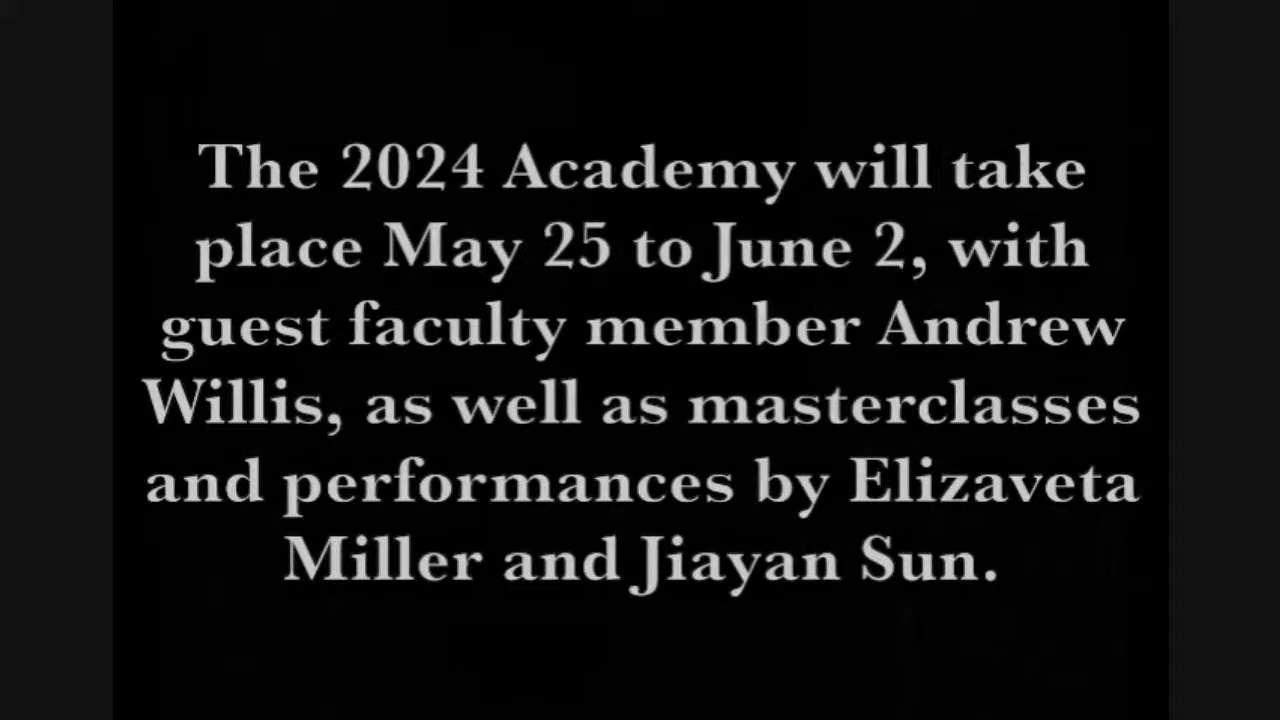 The 2024 Academy will take
place May 25 to June 2, with
guest faculty member Andrew
Willis, as well as masterclasses
and performances by Elizaveta
Miller and Jiayan Sun.